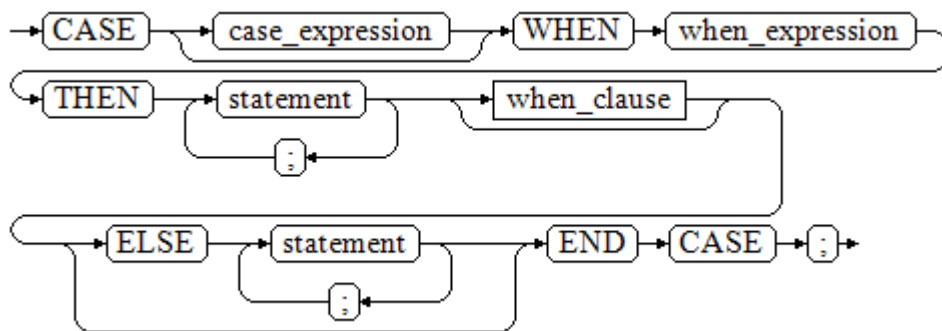 CASE case_expression WHEN when_expression
THEN statement when_clause
;
ELSE statement END CASE ;
;